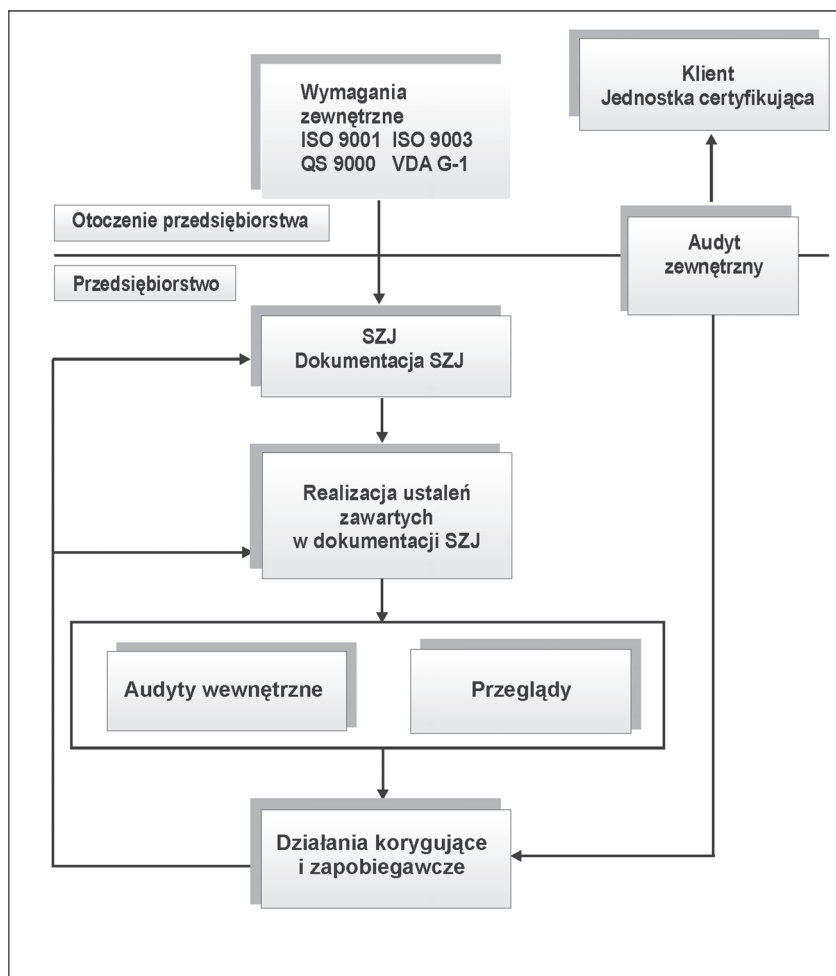 Wymagania
zewnętrzne
ISO 9001 ISO 9003
QS 9000 VDA G-1
Klient
Jednostka certyfikująca
Otoczenie przedsiębiorstwa
Audyt
zewnętrzny
Przedsiębiorstwo
SZJ
Dokumentacja SZJ
Realizacja ustaleń
zawartych
w dokumentacji SZJ
Audyty wewnętrzne
Przeglądy
Działania korygujące
i zapobiegawcze